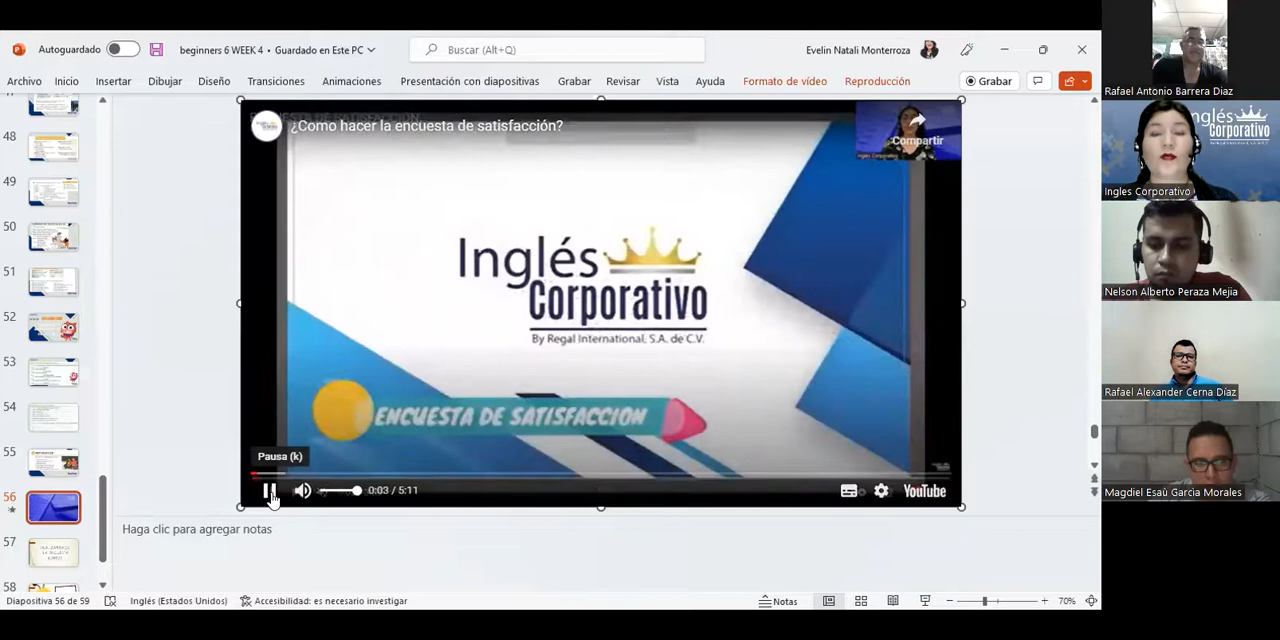 Autoguardado
beginners 6 WEEK 4 • Guardado en Este PC
Buscar (Alt+Q)
Evelin Natali Monterroza
Archivo Inicio Insertar Dibujar Diseño Transiciones Animaciones Presentación con diapositivas Grabar Revisar Vista Ayuda Formato de vídeo Reproducción
Grabar
48
49
50
51
52
53
54
55
56
57
58
¿Como hacer la encuesta de satisfacción?
Compartir
Inglés
Corporativo
By Regal International, S.A. de C.V.
ENCUESTA DE SATISFACCION
Pausa (k)
0:03 / 5:11
YouTube
Haga clic para agregar notas
Diapositiva 56 de 59
Inglés (Estados Unidos)
Accesibilidad: es necesario investigar
Notas
70%
Rafael Antonio Barrera Diaz
Inglés
Corporativo
Ingles Corporativo
Nelson Alberto Peraza Mejia
Rafael Alexander Cerna Díaz
Magdiel Esaù Garcia Morales